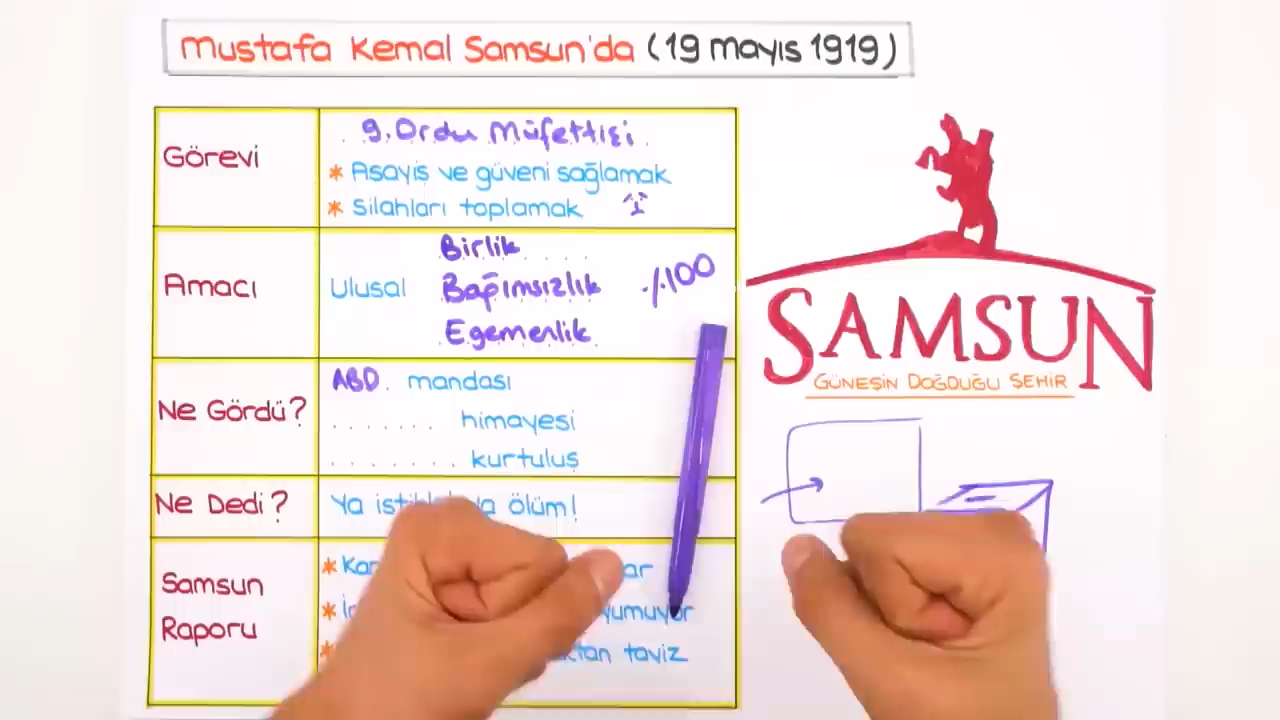 Mustafa Kemal Samsun'da (19 mayıs 1919)
Görevi
9. Ordu Müfettişi
* Asayiş ve güveni sağlamak
* Silahları toplamak
Amacı
Ulusal
Birlik
Bağımsızlık
Egemenlik
./.100
Ne Gördü?
ABD. mandası
........ himayesi
........ kurtuluş
Ne Dedi?
Ya ölüm!
Samsun
Raporu
*
*
taviz
SAMSUN
GÜNEŞİN DOĞDUĞU ŞEHİR